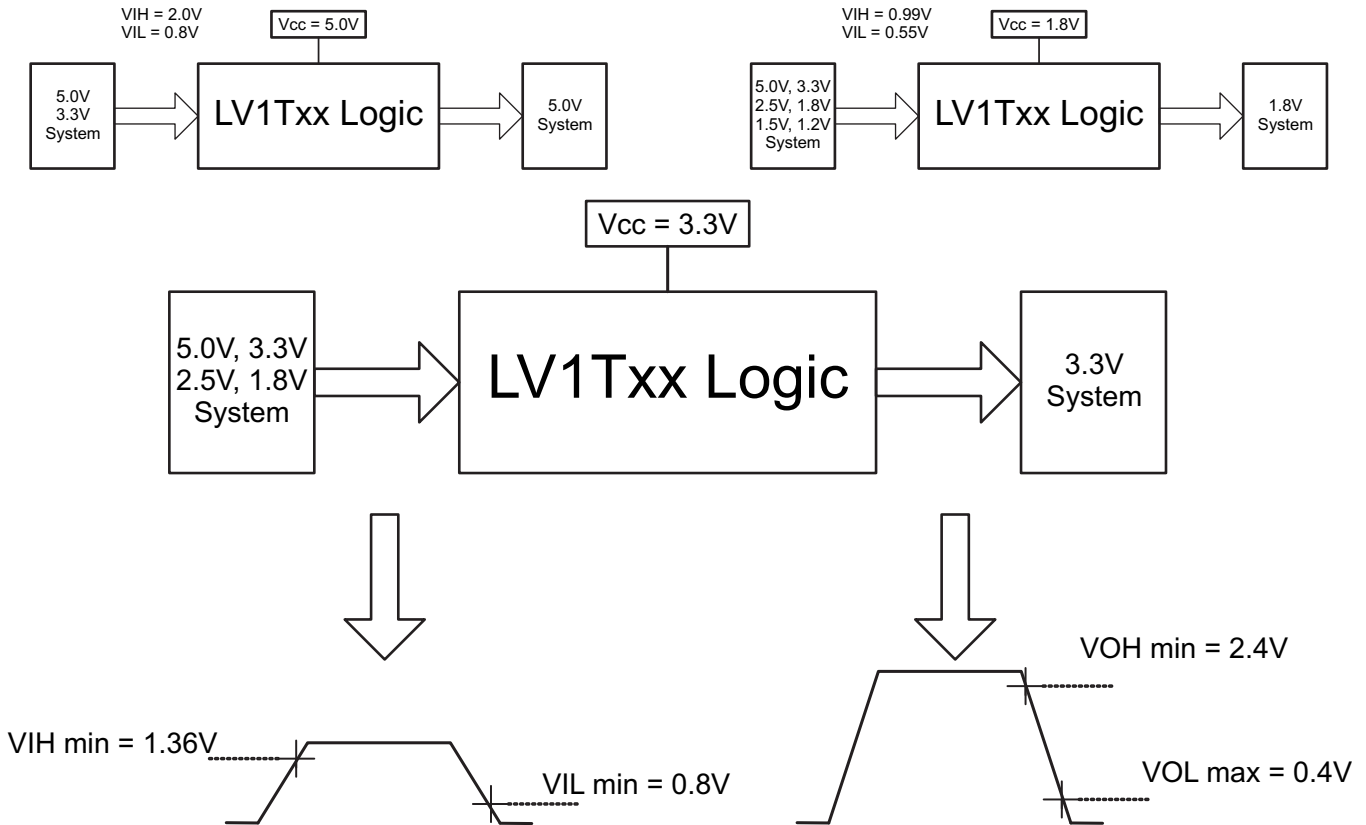 VIH = 2.0V
VIL = 0.8V
Vcc = 5.0V
5.0V
3.3V
System
LV1Txx Logic
5.0V
System
VIH = 0.99V
VIL = 0.55V
Vcc = 1.8V
5.0V, 3.3V
2.5V, 1.8V
1.5V, 1.2V
System
LV1Txx Logic
1.8V
System
Vcc = 3.3V
5.0V, 3.3V
2.5V, 1.8V
System
LV1Txx Logic
3.3V
System
VIH min = 1.36V
VIL min = 0.8V
VOH min = 2.4V
VOL max = 0.4V